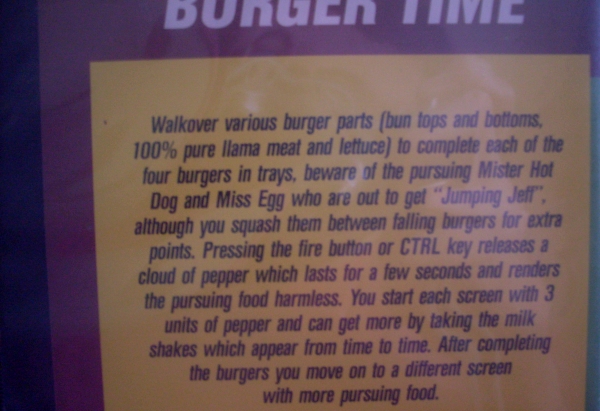 BURGER TIME
Walkover various burger parts (bun tops and bottoms,
100% pure llama meat and lettuce) to complete each of the
four burgers in trays, beware of the pursuing Mister Hot
Dog and Miss Egg who are out to get "Jumping Jeff",
although you squash them between falling burgers for extra
points. Pressing the fire button or CTRL key releases a
cloud of pepper which lasts for a few seconds and renders
the pursuing food harmless. You start each screen with 3
units of pepper and can get more by taking the milk
shakes which appear from time to time. After completing
the burgers you move on to a different screen
with more pursuing food.